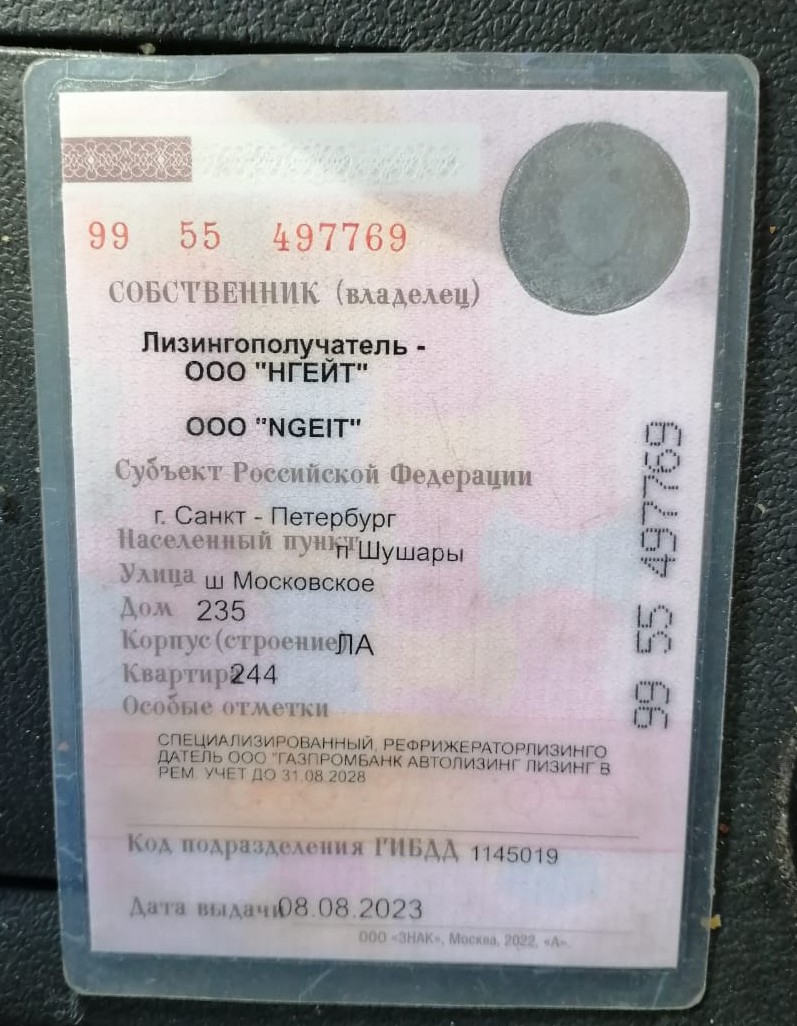 99 55 497769
СОБСТВЕННИК (владелец)
Лизингополучатель -
ООО "НГЕЙТ"
ООО "NGEIT"
Субъект Российской Федерации
г. Санкт - Петербург
Населенный пункт п Шушары
Улица ш Московское
Дом 235
Корпус (строение) ЛА
Квартира 244
Особые отметки
СПЕЦИАЛИЗИРОВАННЫЙ, РЕФРИЖЕРАТОРЛИЗИНГО
ДАТЕЛЬ ООО "ГАЗПРОМБАНК АВТОЛИЗИНГ ЛИЗИНГ В
РЕМ. УЧЕТ ДО 31.08.2028
Код подразделения ГИБДД 1145019
Дата выдачи 08.08.2023
ООО «ЗНАК», Москва, 2022, «А».
99 55 497769